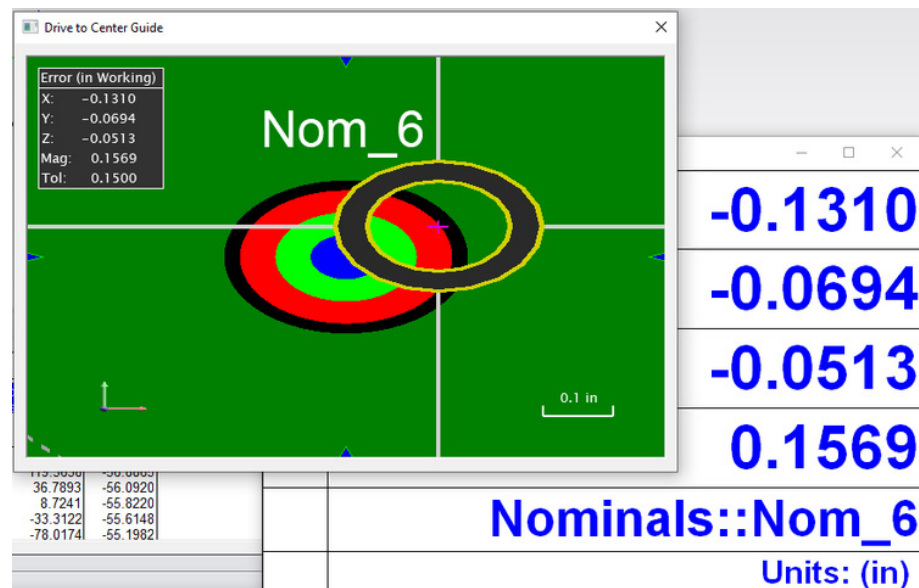 Drive to Center Guide
Error (in Working)
X: -0.1310
Y: -0.0694
Z: -0.0513
Mag: 0.1569
Tol: 0.1500
Nom_6
0.1 in
-0.1310
-0.0694
-0.0513
0.1569
Nominals::Nom_6
Units: (in)
36.7893 -56.0920
8.7241 -55.8220
-33.3122 -55.6148
-78.0174 -55.1982